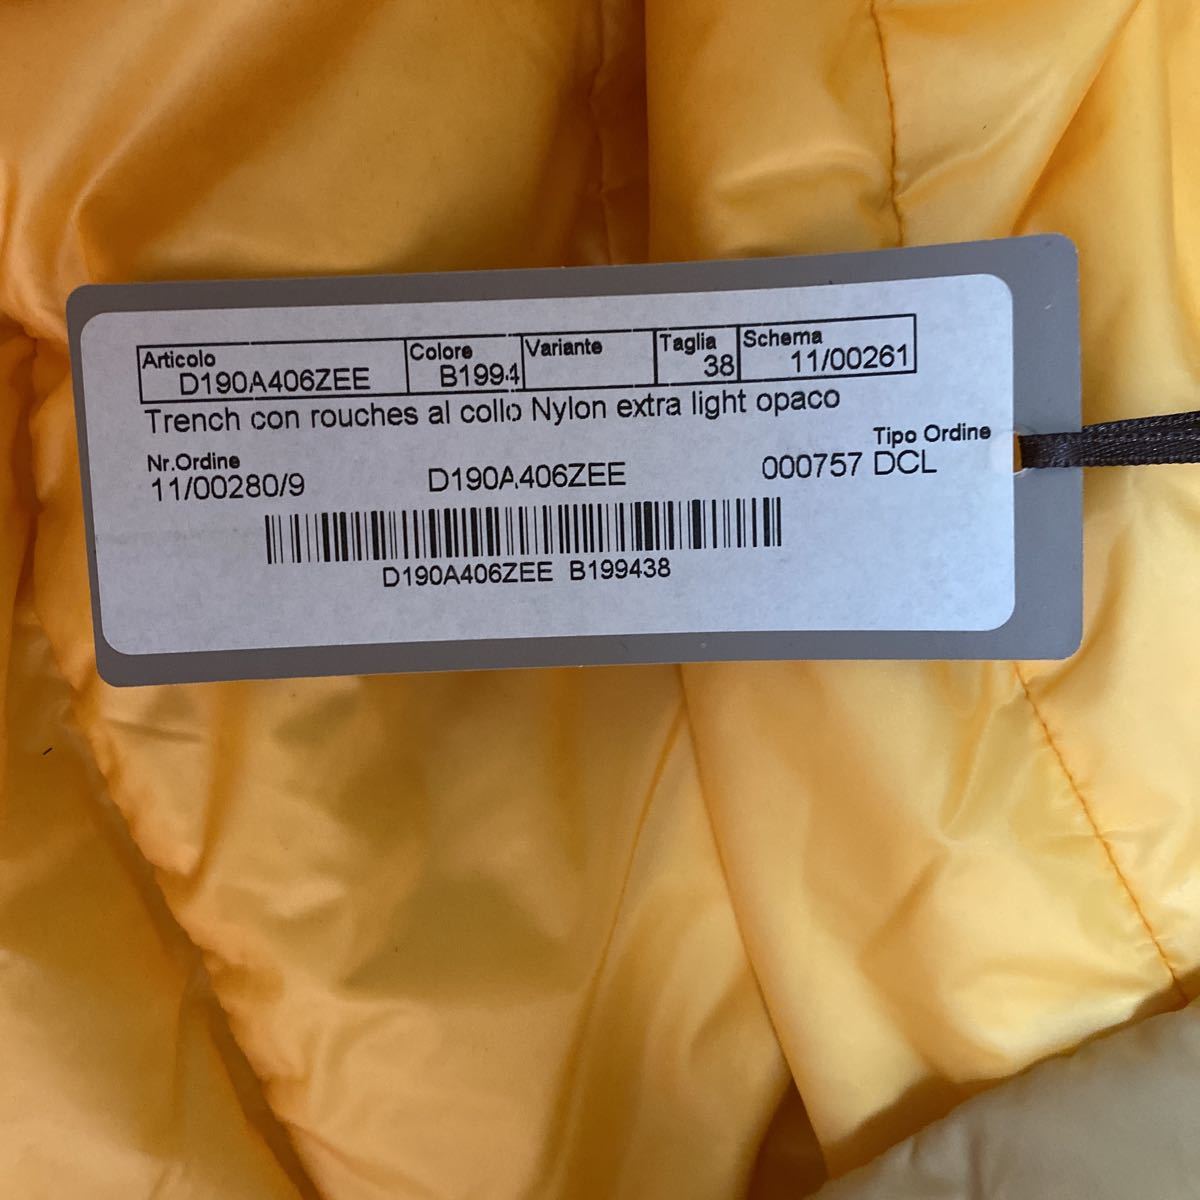 Articolo Colore Variante Taglia Schema
D190A406ZEE B1994 38 11/00261
Trench con rouches al collo Nylon extra light opaco
Nr.Ordine Tipo Ordine
11/00280/9 D190A406ZEE 000757 DCL
D190A406ZEE B199438